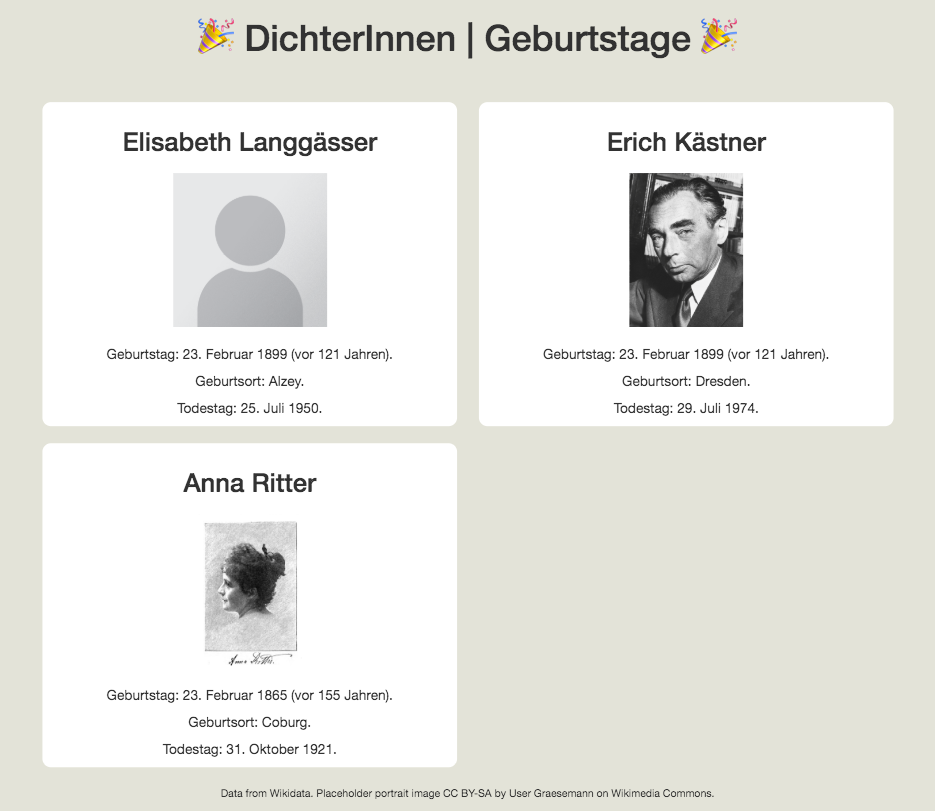 🎉 DichterInnen | Geburtstage 🎉
Elisabeth Langgässer
Geburtstag: 23. Februar 1899 (vor 121 Jahren).
Geburtsort: Alzey.
Todestag: 25. Juli 1950.
Erich Kästner
Geburtstag: 23. Februar 1899 (vor 121 Jahren).
Geburtsort: Dresden.
Todestag: 29. Juli 1974.
Anna Ritter
Anna Ritter.
Geburtstag: 23. Februar 1865 (vor 155 Jahren).
Geburtsort: Coburg.
Todestag: 31. Oktober 1921.
Data from Wikidata. Placeholder portrait image CC BY-SA by User Graesemann on Wikimedia Commons.